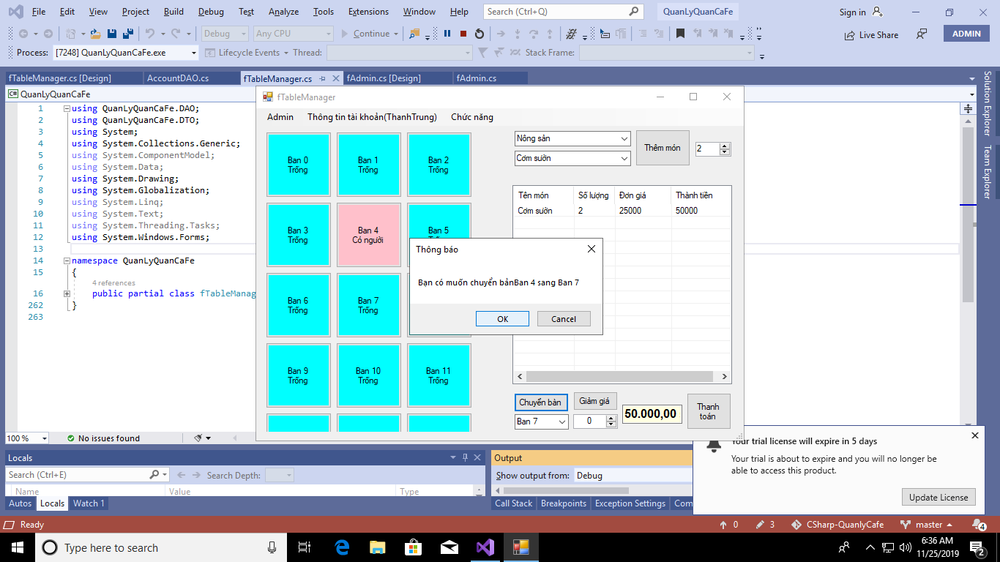 File Edit View Project Build Debug Test Analyze Tools Extensions Window Help Search (Ctrl+Q) QuanLyQuanCaFe Sign in
Debug Any CPU Continue Live Share ADMIN
Process: [7248] QuanLyQuanCaFe.exe Lifecycle Events Thread: Stack Frame:
fTableManager.cs [Design] AccountDAO.cs fTableManager.cs fAdmin.cs [Design] fAdmin.cs
C# QuanLyQuanCaFe
Solution Explorer
Team Explorer
1 using QuanLyQuanCaFe.DAO;
2 using QuanLyQuanCaFe.DTO;
3 using System;
4 using System.Collections.Generic;
5 using System.ComponentModel;
6 using System.Data;
7 using System.Drawing;
8 using System.Globalization;
9 using System.Linq;
10 using System.Text;
11 using System.Threading.Tasks;
12 using System.Windows.Forms;
13
14 namespace QuanLyQuanCaFe
15 {
4 references
16 public partial class fTableManag
262 }
263
fTableManager
Admin Thông tin tài khoản(ThanhTrung) Chức năng
Ban 0
Trống
Ban 1
Trống
Ban 2
Trống
Ban 3
Trống
Ban 4
Có người
Ban 5
Ban 6
Trống
Ban 7
Trống
Ban 9
Trống
Ban 10
Trống
Ban 11
Trống
Nông sản
Cơm sườn
Thêm món
2
Tên món Số lượng Đơn giá Thành tiền
Cơm sườn 2 25000 50000
Thông báo
Bạn có muốn chuyển bảnBan 4 sang Ban 7
OK Cancel
Chuyển bàn Giảm giá
Ban 7 0
50.000,00
Thanh
toán
100 % No issues found
Locals
Search (Ctrl+E) Search Depth:
Name Value Type
Autos Locals Watch 1
Output
Show output from: Debug
Call Stack Breakpoints Exception Settings Com
Your trial license will expire in 5 days
Your trial is about to expire and you will no longer be
able to access this product.
Update License
Ready 0 3 CSharp-QuanlyCafe master 4
Type here to search
6:36 AM
11/25/2019
2